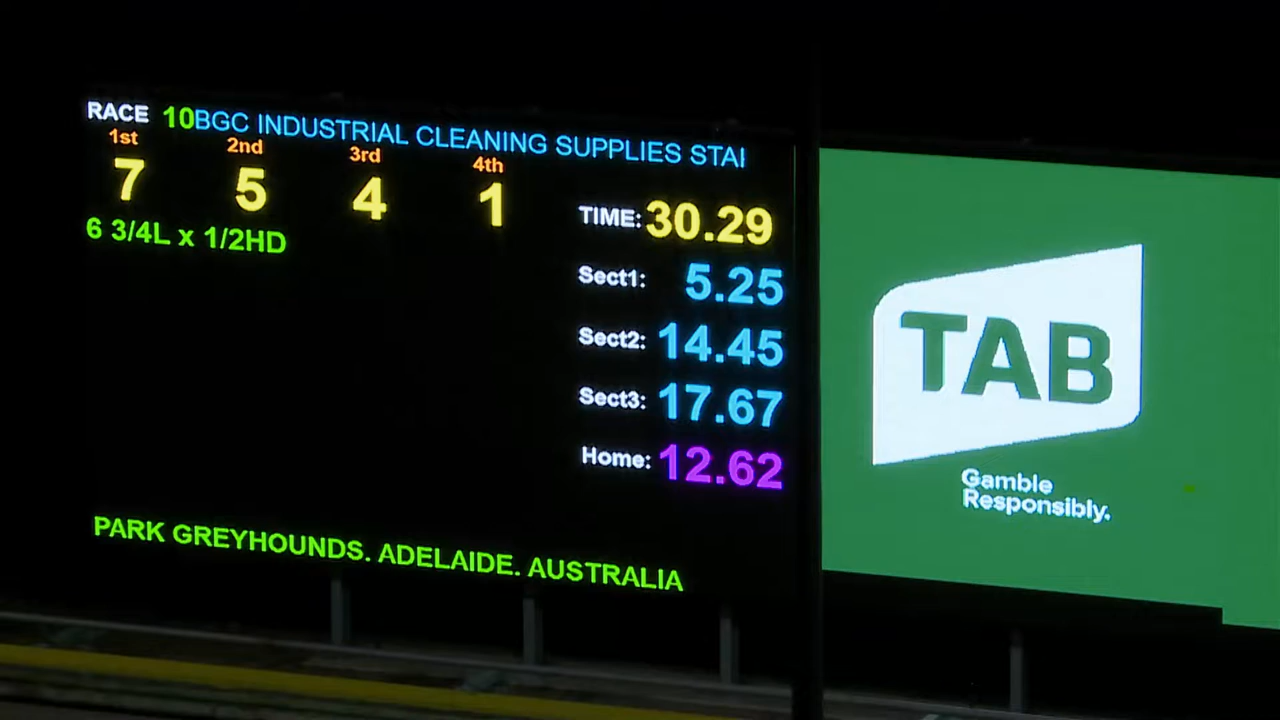 RACE 10BGC INDUSTRIAL CLEANING SUPPLIES STAI
1st 2nd 3rd 4th
7 5 4 1
6 3/4L x 1/2HD
TIME: 30.29
Sect1: 5.25
Sect2: 14.45
Sect3: 17.67
Home: 12.62
PARK GREYHOUNDS. ADELAIDE. AUSTRALIA
TAB
Gamble
Responsibly.